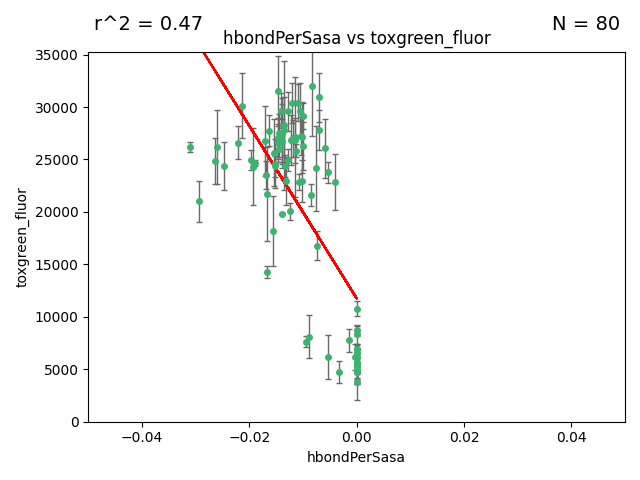 r^2 = 0.47
N = 80
hbondPerSasa vs toxgreen_fluor
toxgreen_fluor
35000
30000
25000
20000
15000
10000
5000
0
−0.04
−0.02
0.00
0.02
0.04
hbondPerSasa